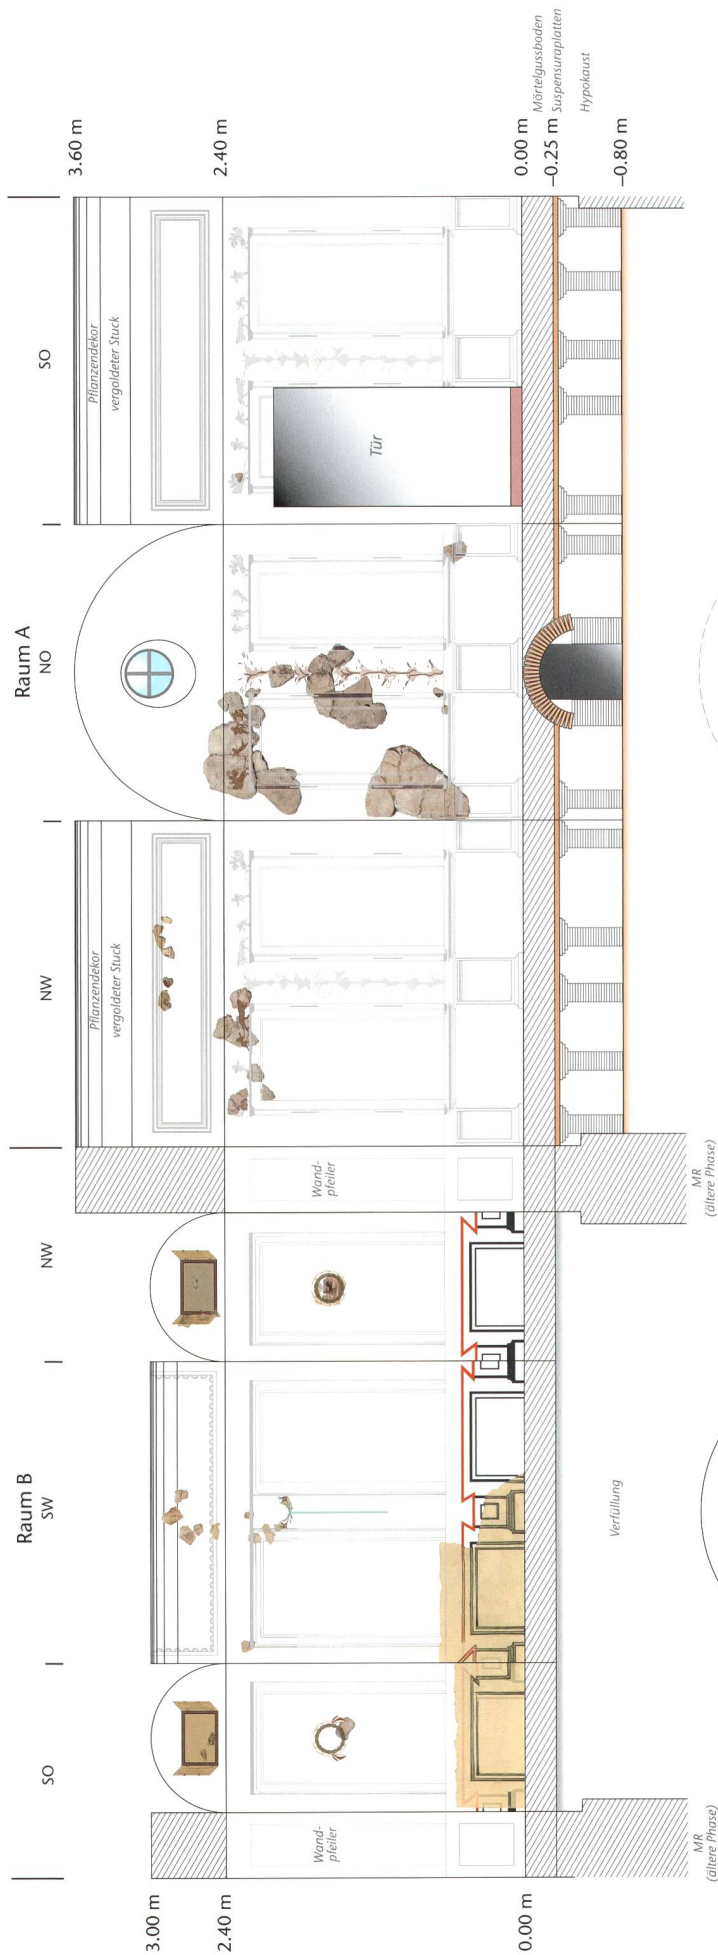 Raum B
Raum A
SO
SW
NW
NW
NO
SO
3.00 m
2.40 m
0.00 m
Wand-
pfeiler
MR
(ältere Phase)
Verfüllung
Wand-
pfeiler
MR
(ältere Phase)
Pflanzendekor
vergoldeter Stuck
Pflanzendekor
vergoldeter Stuck
Tür
3.60 m
2.40 m
0.00 m
Mörtelgussboden
–0.25 m
Suspensuraplatten
Hypokaust
–0.80 m